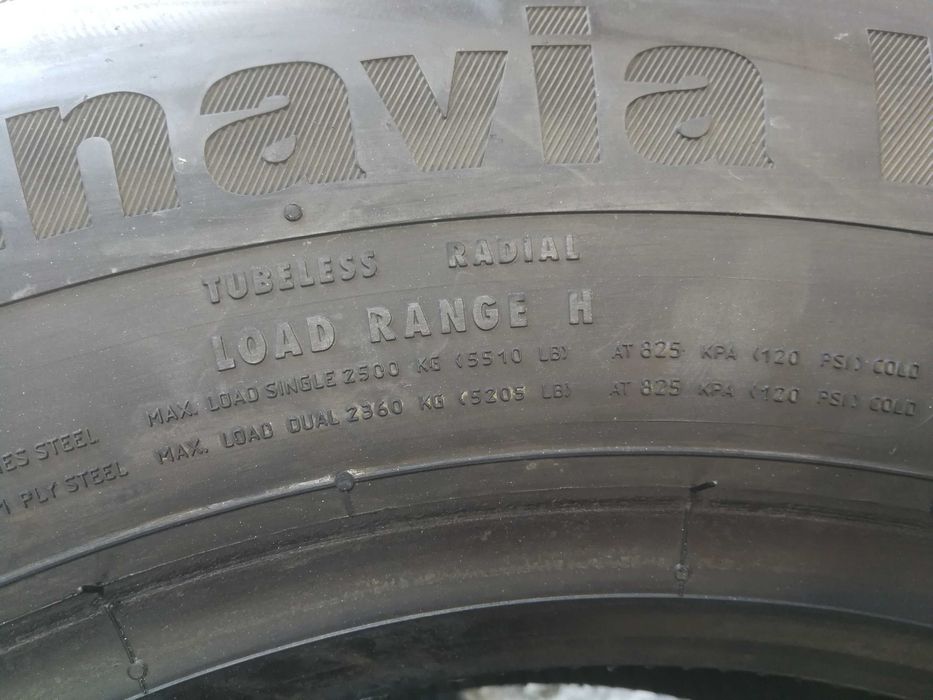 navia
TUBELESS RADIAL
LOAD RANGE H
MAX. LOAD SINGLE 2500 KG (5510 LB) AT 825 KPA (120 PSI) COLD
MAX. LOAD DUAL 2360 KG (5205 LB) AT 825 KPA (120 PSI) COLD
ES STEEL
PLY STEEL